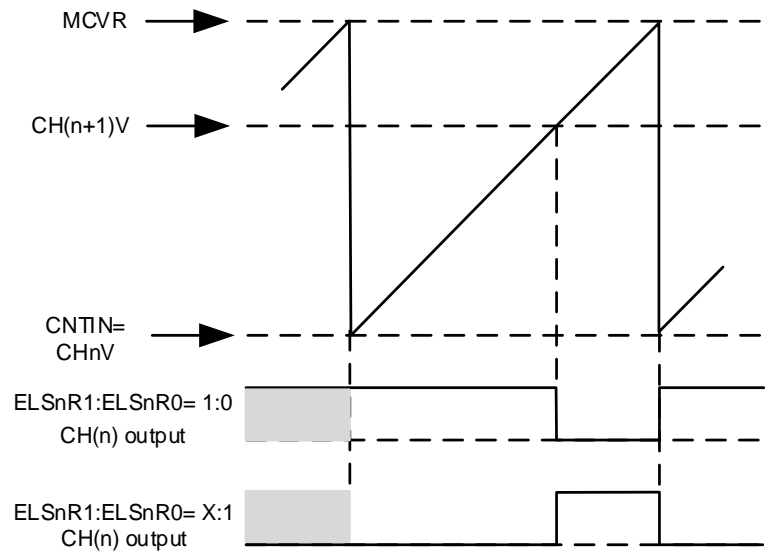 MCVR
CH(n+1)V
CNTIN=
CHnV
ELSnR1:ELSnR0= 1:0
CH(n) output
ELSnR1:ELSnR0= X:1
CH(n) output